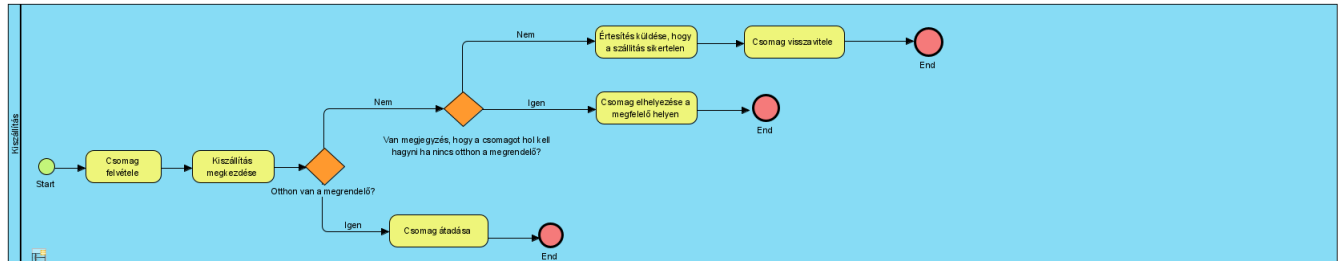 Kiszállítás
Start
Csomag
felvétele
Kiszállítás
megkezdése
Otthon van a megrendelő?
Nem
Van megjegyzés, hogy a csomagot hol kell
hagyni ha nincs otthon a megrendelő?
Nem
Értesítés küldése, hogy
a szállitás sikertelen
Csomag visszavitele
End
Igen
Csomag elhelyezése a
megfelelő helyen
End
Igen
Csomag átadása
End